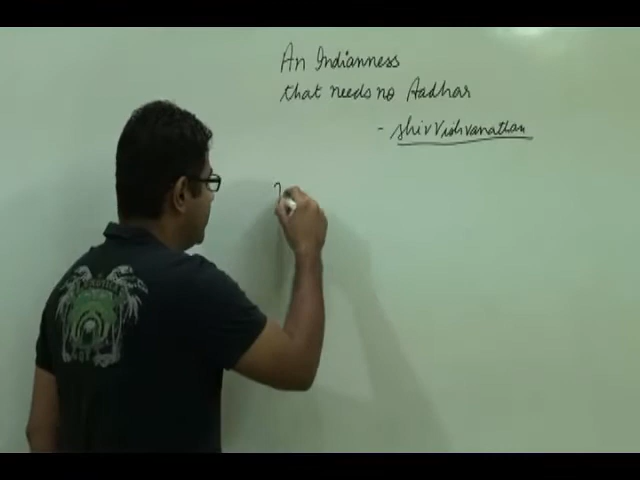 An Indianness
that needs no Aadhar
- Shiv Vishvanathan